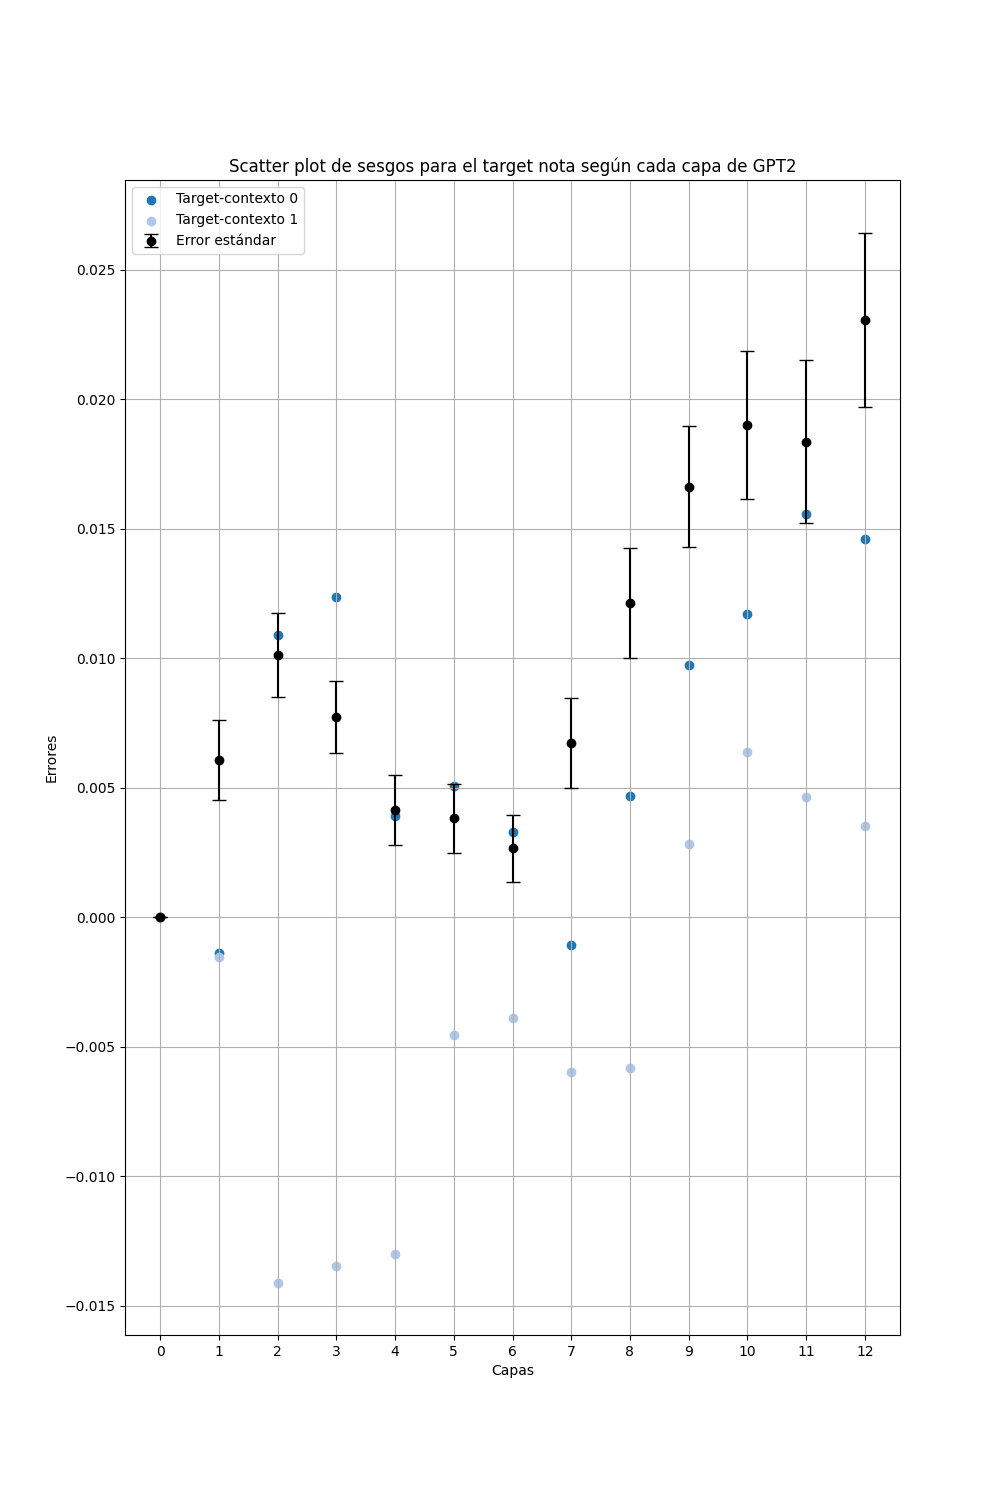 Scatter plot de sesgos para el target nota según cada capa de GPT2
Target-contexto 0
Target-contexto 1
Error estándar
0.025
0.020
0.015
0.010
0.005
0.000
−0.005
−0.010
−0.015
Errores
0 1 2 3 4 5 6 7 8 9 10 11 12
Capas